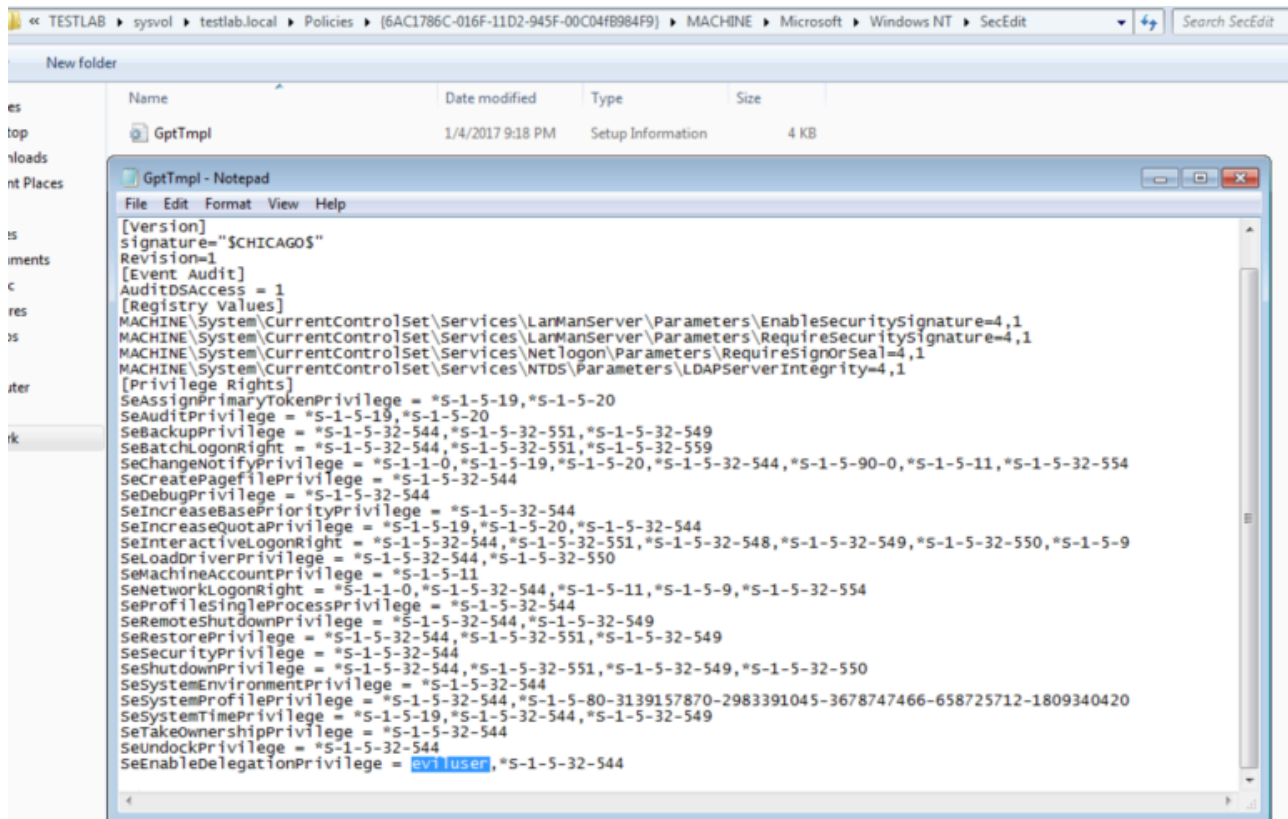 « TESTLAB ▸ sysvol ▸ testlab.local ▸ Policies ▸ {6AC1786C-016F-11D2-945F-00C04fB984F9} ▸ MACHINE ▸ Microsoft ▸ Windows NT ▸ SecEdit Search SecEdit
New folder
Name Date modified Type Size
GptTmpl 1/4/2017 9:18 PM Setup Information 4 KB
es
top
nloads
nt Places
es
uments
c
res
os
uter
rk
GptTmpl - Notepad
File Edit Format View Help
[Version]
signature="$CHICAGO$"
Revision=1
[Event Audit]
AuditDSAccess = 1
[Registry Values]
MACHINE\System\CurrentControlSet\Services\LanManServer\Parameters\EnableSecuritySignature=4,1
MACHINE\System\CurrentControlSet\Services\LanManServer\Parameters\RequireSecuritySignature=4,1
MACHINE\System\CurrentControlSet\Services\Netlogon\Parameters\RequireSignOrSeal=4,1
MACHINE\System\CurrentControlSet\Services\NTDS\Parameters\LDAPServerIntegrity=4,1
[Privilege Rights]
SeAssignPrimaryTokenPrivilege = *S-1-5-19,*S-1-5-20
SeAuditPrivilege = *S-1-5-19,*S-1-5-20
SeBackupPrivilege = *S-1-5-32-544,*S-1-5-32-551,*S-1-5-32-549
SeBatchLogonRight = *S-1-5-32-544,*S-1-5-32-551,*S-1-5-32-559
SeChangeNotifyPrivilege = *S-1-1-0,*S-1-5-19,*S-1-5-20,*S-1-5-32-544,*S-1-5-90-0,*S-1-5-11,*S-1-5-32-554
SeCreatePagefilePrivilege = *S-1-5-32-544
SeDebugPrivilege = *S-1-5-32-544
SeIncreaseBasePriorityPrivilege = *S-1-5-32-544
SeIncreaseQuotaPrivilege = *S-1-5-19,*S-1-5-20,*S-1-5-32-544
SeInteractiveLogonRight = *S-1-5-32-544,*S-1-5-32-551,*S-1-5-32-548,*S-1-5-32-549,*S-1-5-32-550,*S-1-5-9
SeLoadDriverPrivilege = *S-1-5-32-544,*S-1-5-32-550
SeMachineAccountPrivilege = *S-1-5-11
SeNetworkLogonRight = *S-1-1-0,*S-1-5-32-544,*S-1-5-11,*S-1-5-9,*S-1-5-32-554
SeProfileSingleProcessPrivilege = *S-1-5-32-544
SeRemoteShutdownPrivilege = *S-1-5-32-544,*S-1-5-32-549
SeRestorePrivilege = *S-1-5-32-544,*S-1-5-32-551,*S-1-5-32-549
SeSecurityPrivilege = *S-1-5-32-544
SeShutdownPrivilege = *S-1-5-32-544,*S-1-5-32-551,*S-1-5-32-549,*S-1-5-32-550
SeSystemEnvironmentPrivilege = *S-1-5-32-544
SeSystemProfilePrivilege = *S-1-5-32-544,*S-1-5-80-3139157870-2983391045-3678747466-658725712-1809340420
SeSystemTimePrivilege = *S-1-5-19,*S-1-5-32-544,*S-1-5-32-549
SeTakeOwnershipPrivilege = *S-1-5-32-544
SeUndockPrivilege = *S-1-5-32-544
SeEnableDelegationPrivilege = eviluser,*S-1-5-32-544